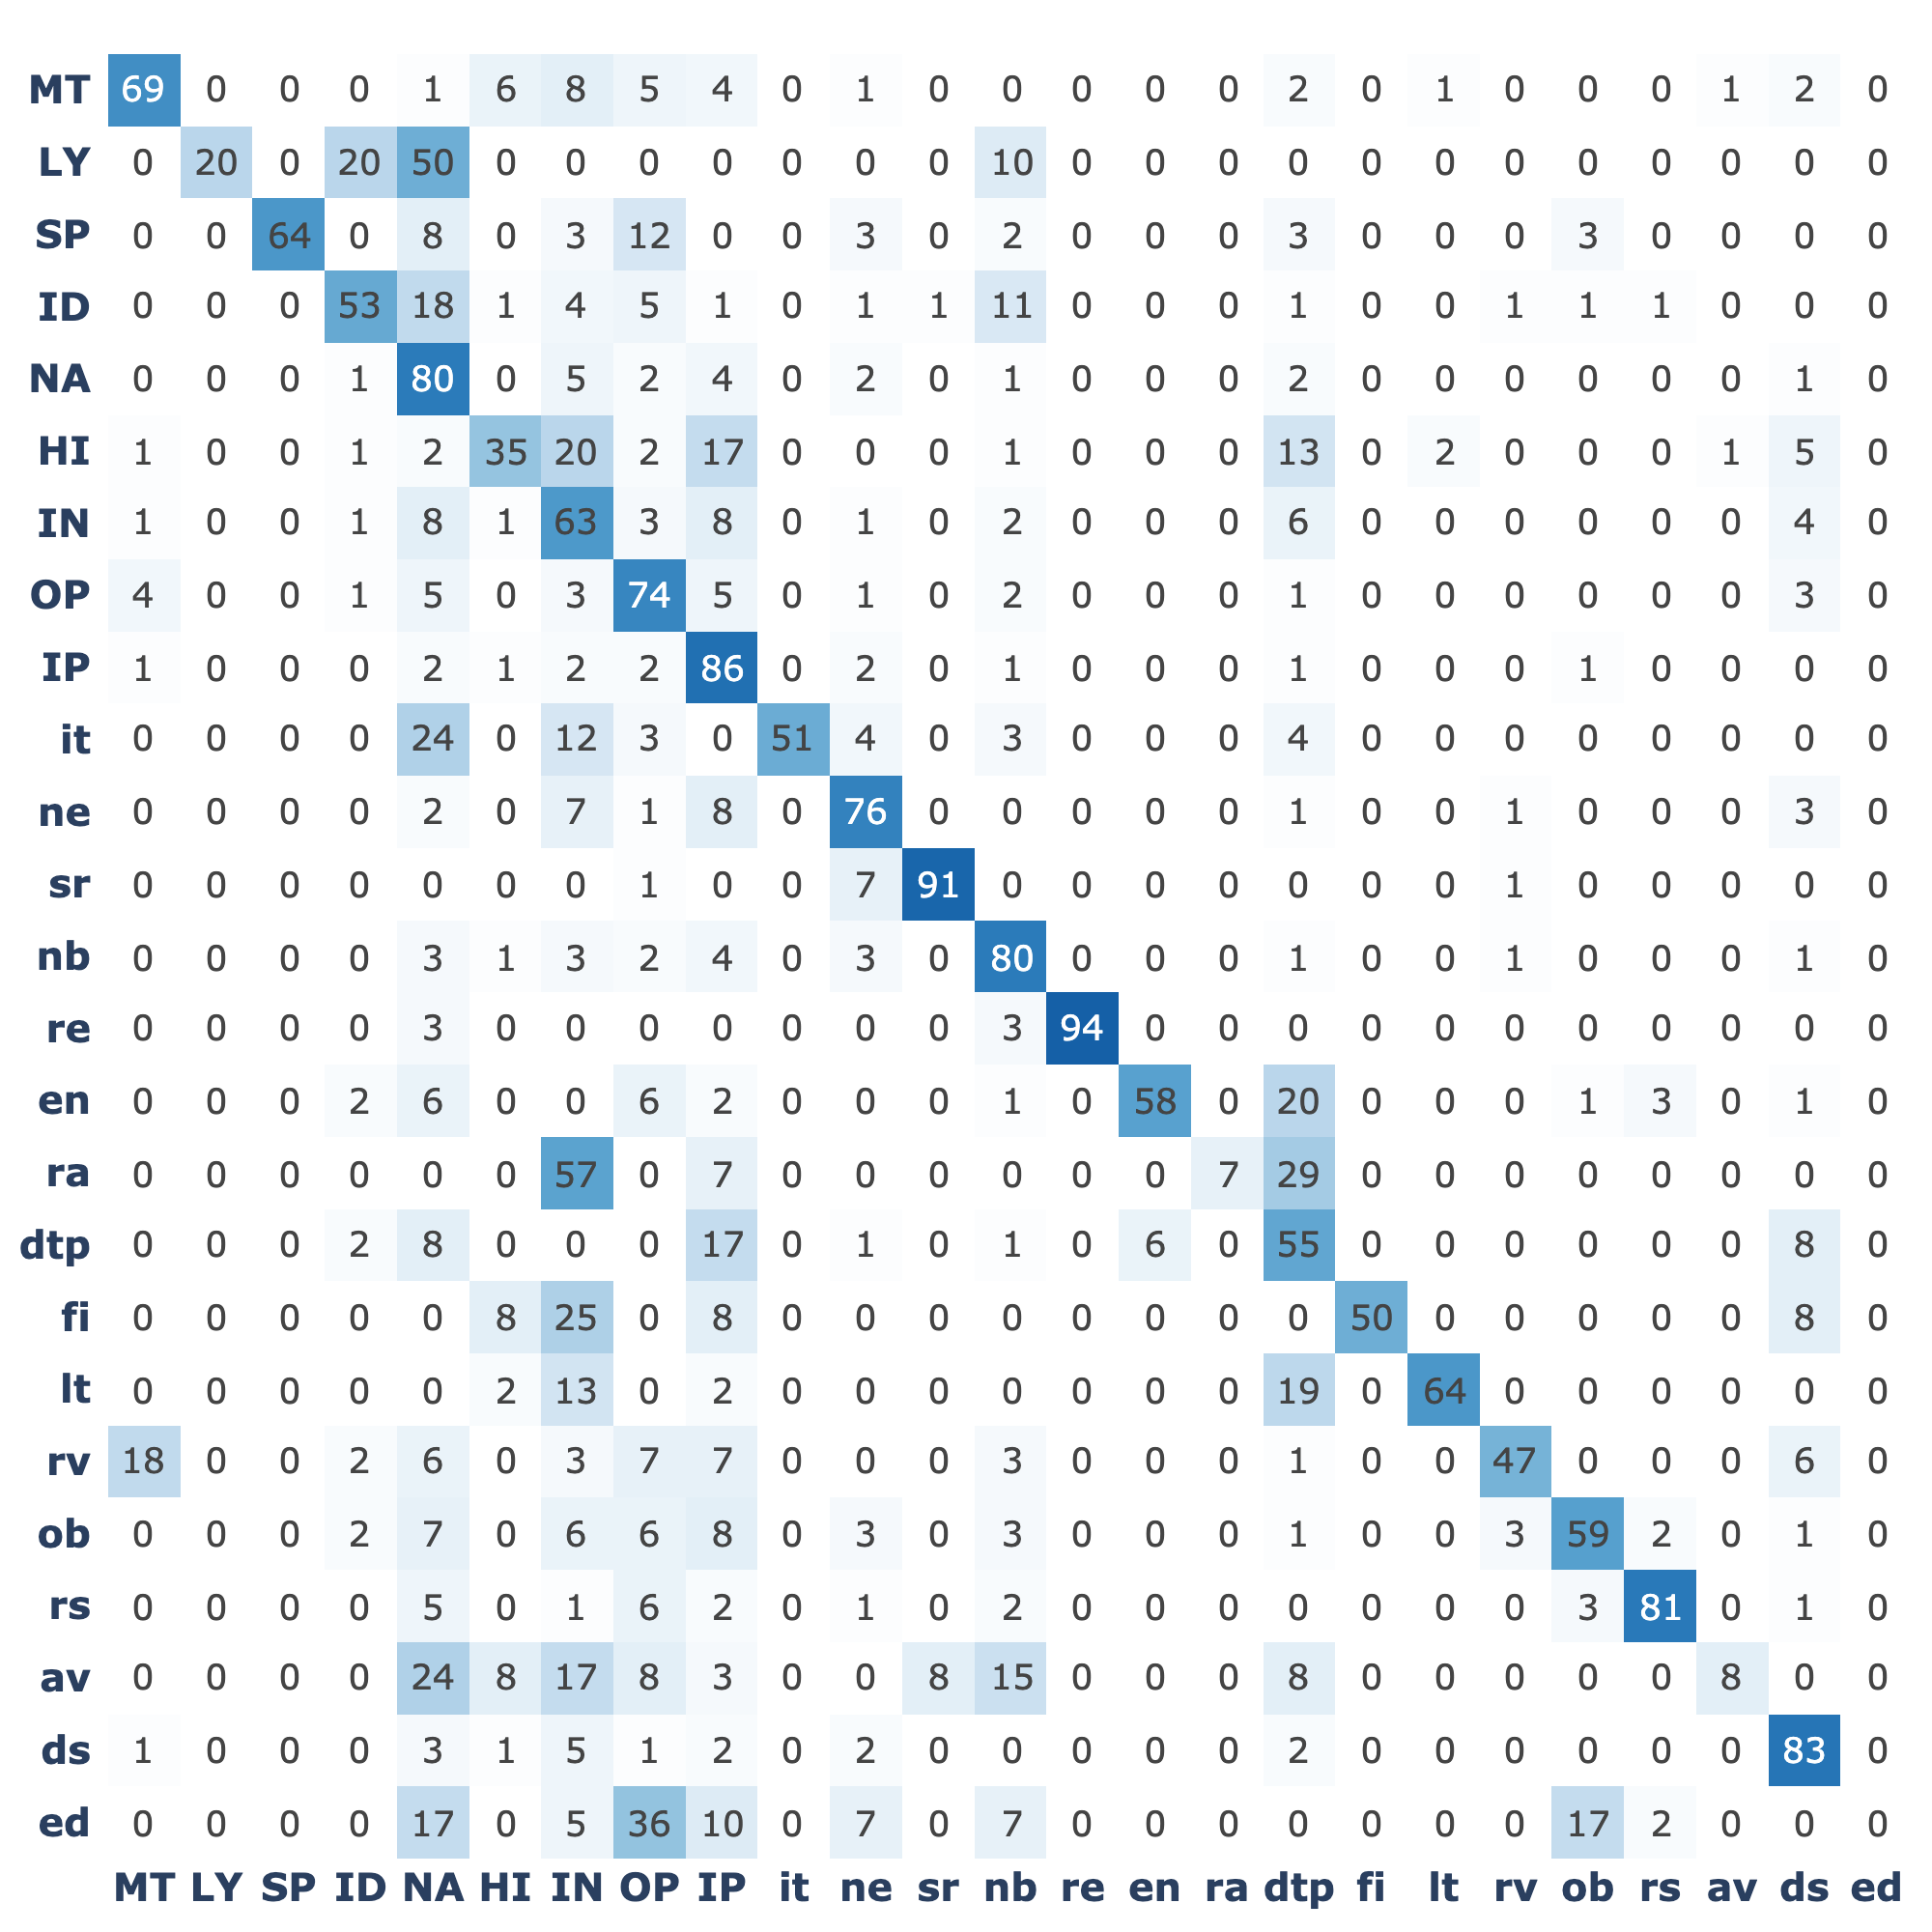 MT 69 0 0 0 1 6 8 5 4 0 1 0 0 0 0 0 2 0 1 0 0 0 1 2 0
LY 0 20 0 20 50 0 0 0 0 0 0 0 10 0 0 0 0 0 0 0 0 0 0 0 0
SP 0 0 64 0 8 0 3 12 0 0 3 0 2 0 0 0 3 0 0 0 3 0 0 0 0
ID 0 0 0 53 18 1 4 5 1 0 1 1 11 0 0 0 1 0 0 1 1 1 0 0 0
NA 0 0 0 1 80 0 5 2 4 0 2 0 1 0 0 0 2 0 0 0 0 0 0 1 0
HI 1 0 0 1 2 35 20 2 17 0 0 0 1 0 0 0 13 0 2 0 0 0 1 5 0
IN 1 0 0 1 8 1 63 3 8 0 1 0 2 0 0 0 6 0 0 0 0 0 0 4 0
OP 4 0 0 1 5 0 3 74 5 0 1 0 2 0 0 0 1 0 0 0 0 0 0 3 0
IP 1 0 0 0 2 1 2 2 86 0 2 0 1 0 0 0 1 0 0 0 1 0 0 0 0
it 0 0 0 0 24 0 12 3 0 51 4 0 3 0 0 0 4 0 0 0 0 0 0 0 0
ne 0 0 0 0 2 0 7 1 8 0 76 0 0 0 0 0 1 0 0 1 0 0 0 3 0
sr 0 0 0 0 0 0 0 1 0 0 7 91 0 0 0 0 0 0 0 1 0 0 0 0 0
nb 0 0 0 0 3 1 3 2 4 0 3 0 80 0 0 0 1 0 0 1 0 0 0 1 0
re 0 0 0 0 3 0 0 0 0 0 0 0 3 94 0 0 0 0 0 0 0 0 0 0 0
en 0 0 0 2 6 0 0 6 2 0 0 0 1 0 58 0 20 0 0 0 1 3 0 1 0
ra 0 0 0 0 0 0 57 0 7 0 0 0 0 0 0 7 29 0 0 0 0 0 0 0 0
dtp 0 0 0 2 8 0 0 0 17 0 1 0 1 0 6 0 55 0 0 0 0 0 0 8 0
fi 0 0 0 0 0 8 25 0 8 0 0 0 0 0 0 0 0 50 0 0 0 0 0 8 0
lt 0 0 0 0 0 2 13 0 2 0 0 0 0 0 0 0 19 0 64 0 0 0 0 0 0
rv 18 0 0 2 6 0 3 7 7 0 0 0 3 0 0 0 1 0 0 47 0 0 0 6 0
ob 0 0 0 2 7 0 6 6 8 0 3 0 3 0 0 0 1 0 0 3 59 2 0 1 0
rs 0 0 0 0 5 0 1 6 2 0 1 0 2 0 0 0 0 0 0 0 3 81 0 1 0
av 0 0 0 0 24 8 17 8 3 0 0 8 15 0 0 0 8 0 0 0 0 0 8 0 0
ds 1 0 0 0 3 1 5 1 2 0 2 0 0 0 0 0 2 0 0 0 0 0 0 83 0
ed 0 0 0 0 17 0 5 36 10 0 7 0 7 0 0 0 0 0 0 0 17 2 0 0 0
MT LY SP ID NA HI IN OP IP it ne sr nb re en ra dtp fi lt rv ob rs av ds ed